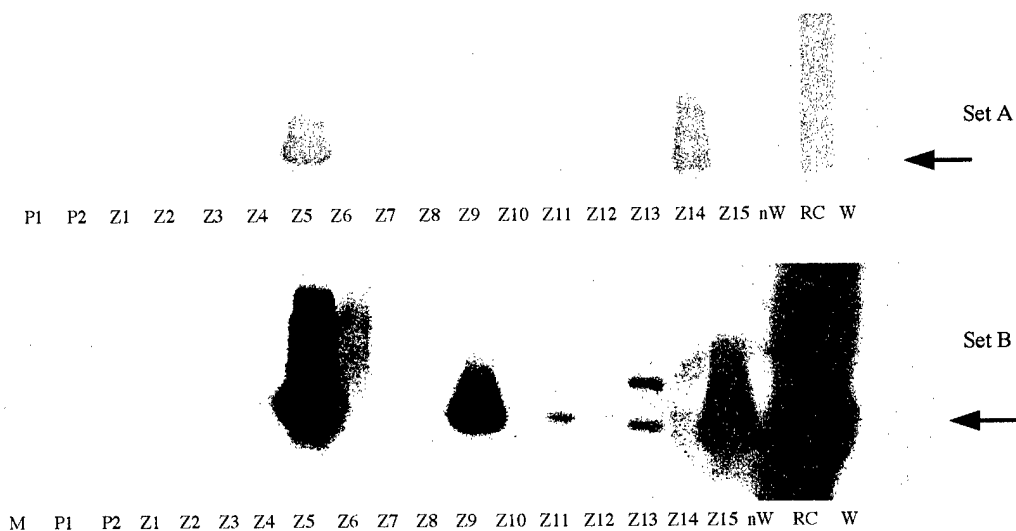 Set A
P1 P2 Z1 Z2 Z3 Z4 Z5 Z6 Z7 Z8 Z9 Z10 Z11 Z12 Z13 Z14 Z15 nW RC W
Set B
M P1 P2 Z1 Z2 Z3 Z4 Z5 Z6 Z7 Z8 Z9 Z10 Z11 Z12 Z13 Z14 Z15 nW RC W